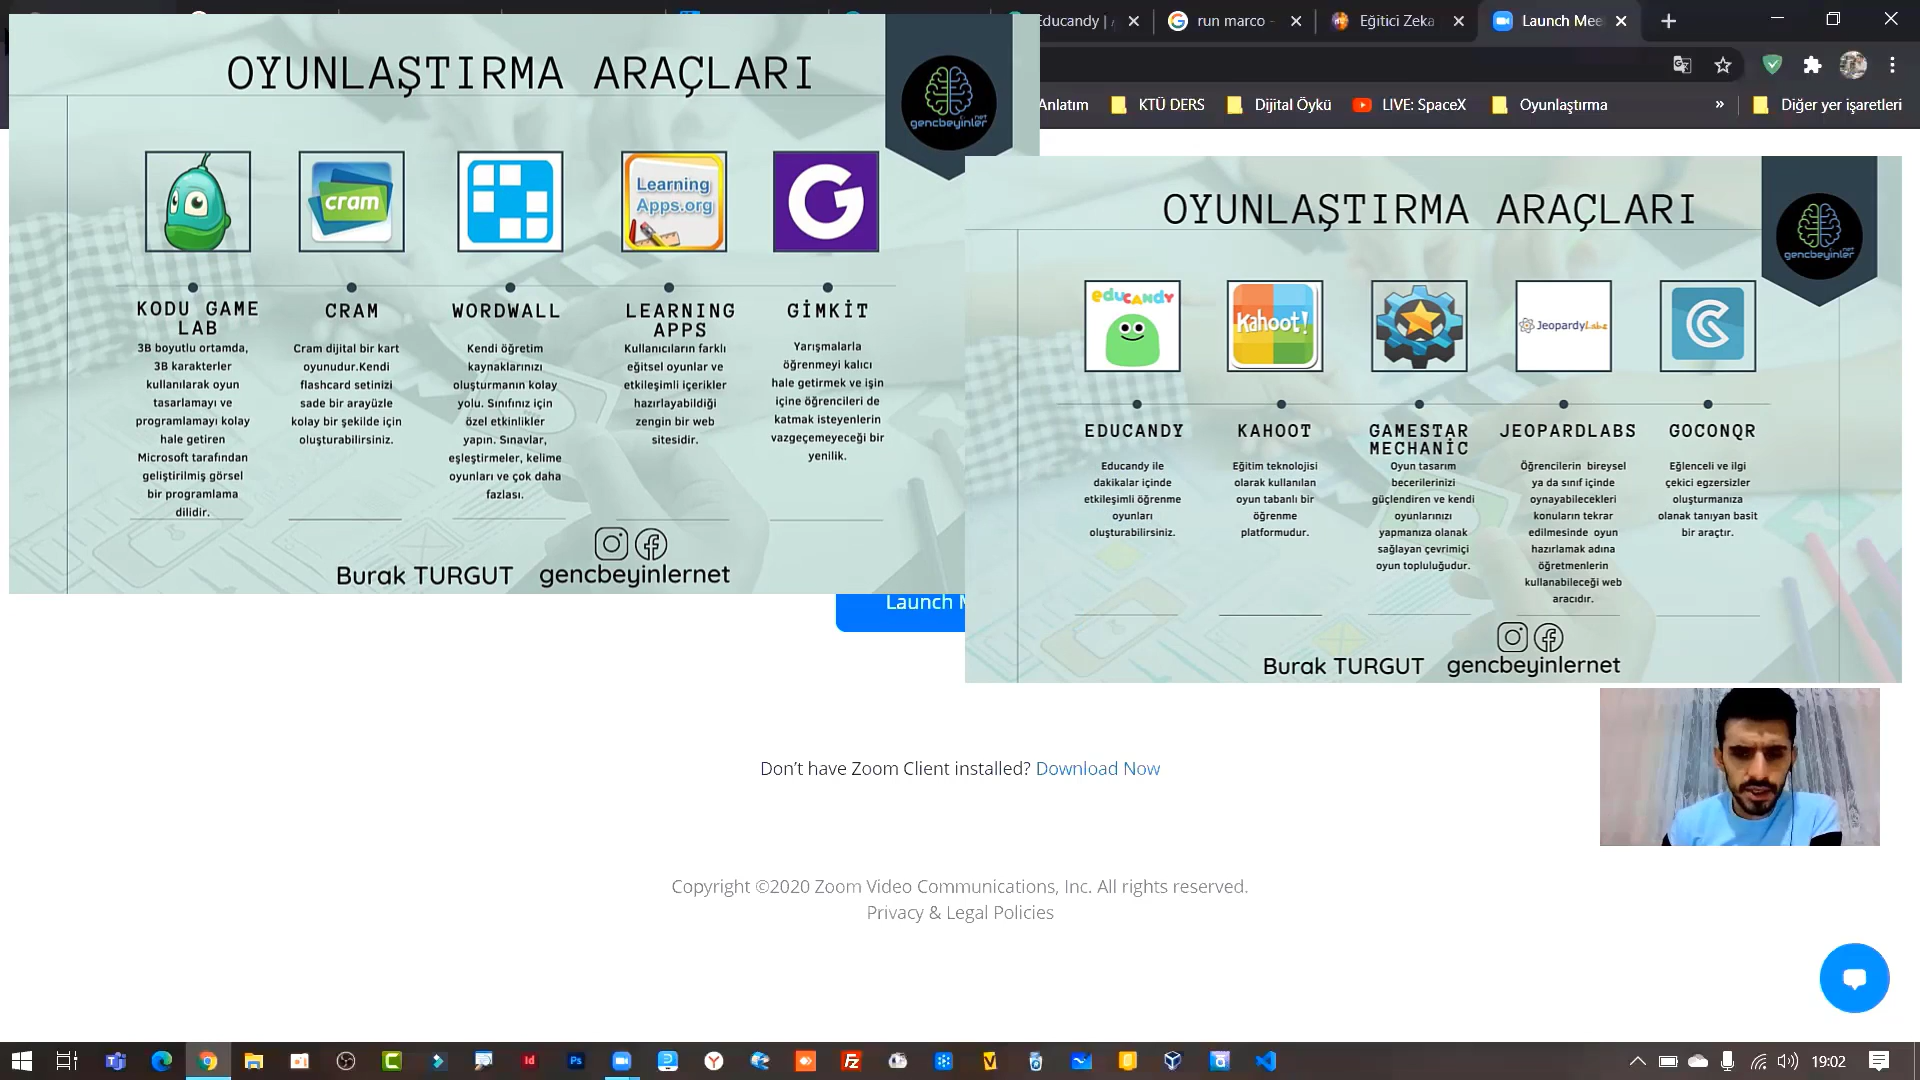 Educandy |
run marco -
Eğitici Zeka
Launch Mee
Anlatım
KTÜ DERS
Dijital Öykü
LIVE: SpaceX
Oyunlaştırma
»
Diğer yer işaretleri
OYUNLAŞTIRMA ARAÇLARI
gencbeyinler
.net
cram
Learning
Apps.org
G
KODU GAME
LAB
3B boyutlu ortamda,
3B karakterler
kullanılarak oyun
tasarlamayı ve
programlamayı kolay
hale getiren
Microsoft tarafından
geliştirilmiş görsel
bir programlama
dilidir.
CRAM
Cram dijital bir kart
oyunudur.Kendi
flashcard setinizi
sade bir arayüzle
kolay bir şekilde için
oluşturabilirsiniz.
WORDWALL
Kendi öğretim
kaynaklarınızı
oluşturmanın kolay
yolu. Sınıfınız için
özel etkinlikler
yapın. Sınavlar,
eşleştirmeler, kelime
oyunları ve çok daha
fazlası.
LEARNING
APPS
Kullanıcıların farklı
eğitsel oyunlar ve
etkileşimli içerikler
hazırlayabildiği
zengin bir web
sitesidir.
GİMKİT
Yarışmalarla
öğrenmeyi kalıcı
hale getirmek ve işin
içine öğrencileri de
katmak isteyenlerin
vazgeçemeyeceği bir
yenilik.
Burak TURGUT gencbeyinlernet
OYUNLAŞTIRMA ARAÇLARI
gencbeyinler
.net
eduCANDY
Kahoot!
JeopardyLabs
EDUCANDY
Educandy ile
dakikalar içinde
etkileşimli öğrenme
oyunları
oluşturabilirsiniz.
KAHOOT
Eğitim teknolojisi
olarak kullanılan
oyun tabanlı bir
öğrenme
platformudur.
GAMESTAR
MECHANİC
Oyun tasarım
becerilerinizi
güçlendiren ve kendi
oyunlarınızı
yapmanıza olanak
sağlayan çevrimiçi
oyun topluluğudur.
JEOPARDLABS
Öğrencilerin bireysel
ya da sınıf içinde
oynayabilecekleri
konuların tekrar
edilmesinde oyun
hazırlamak adına
öğretmenlerin
kullanabileceği web
aracıdır.
GOCONQR
Eğlenceli ve ilgi
çekici egzersizler
oluşturmanıza
olanak tanıyan basit
bir araçtır.
Burak TURGUT gencbeyinlernet
Launch
Don't have Zoom Client installed? Download Now
Copyright ©2020 Zoom Video Communications, Inc. All rights reserved.
Privacy & Legal Policies
Id
Ps
19:02